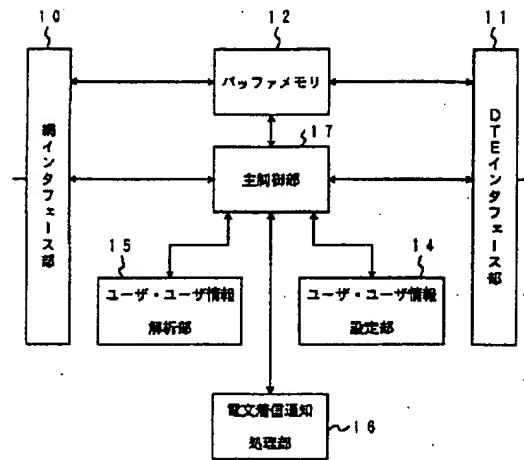 10
12
11
バッファメモリ
17
網インタフェース部
主制御部
DTEインタフェース部
15
14
ユーザ・ユーザ情報
解析部
ユーザ・ユーザ情報
設定部
電文着信通知
処理部
16